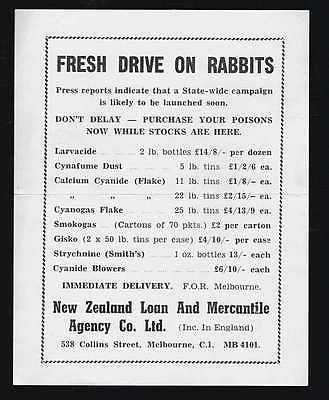 FRESH DRIVE ON RABBITS
Press reports indicate that a State-wide campaign
is likely to be launched soon.
DON'T DELAY — PURCHASE YOUR POISONS
NOW WHILE STOCKS ARE HERE.
Larvacide 2 lb. bottles £14/8/- per dozen
Cynafume Dust 5 lb. tins £1/2/6 ea.
Calcium Cyanide (Flake) 11 lb. tins £1/8/— ea.
„ „ „ 22 lb. tins £2/15/— ea.
Cyanogas Flake 25 lb. tins £4/13/9 ea.
Smokogas (Cartons of 70 pkts.) £2 per carton
Gisko (2 x 50 lb. tins per case) £4/10/- per case
Strychnine (Smith's) 1 oz. bottles 13/- each
Cyanide Blowers £6/10/- each
IMMEDIATE DELIVERY. F.O.R. Melbourne.
New Zealand Loan And Mercantile
Agency Co. Ltd. (Inc. In England)
538 Collins Street, Melbourne, C.1. MB 4101.